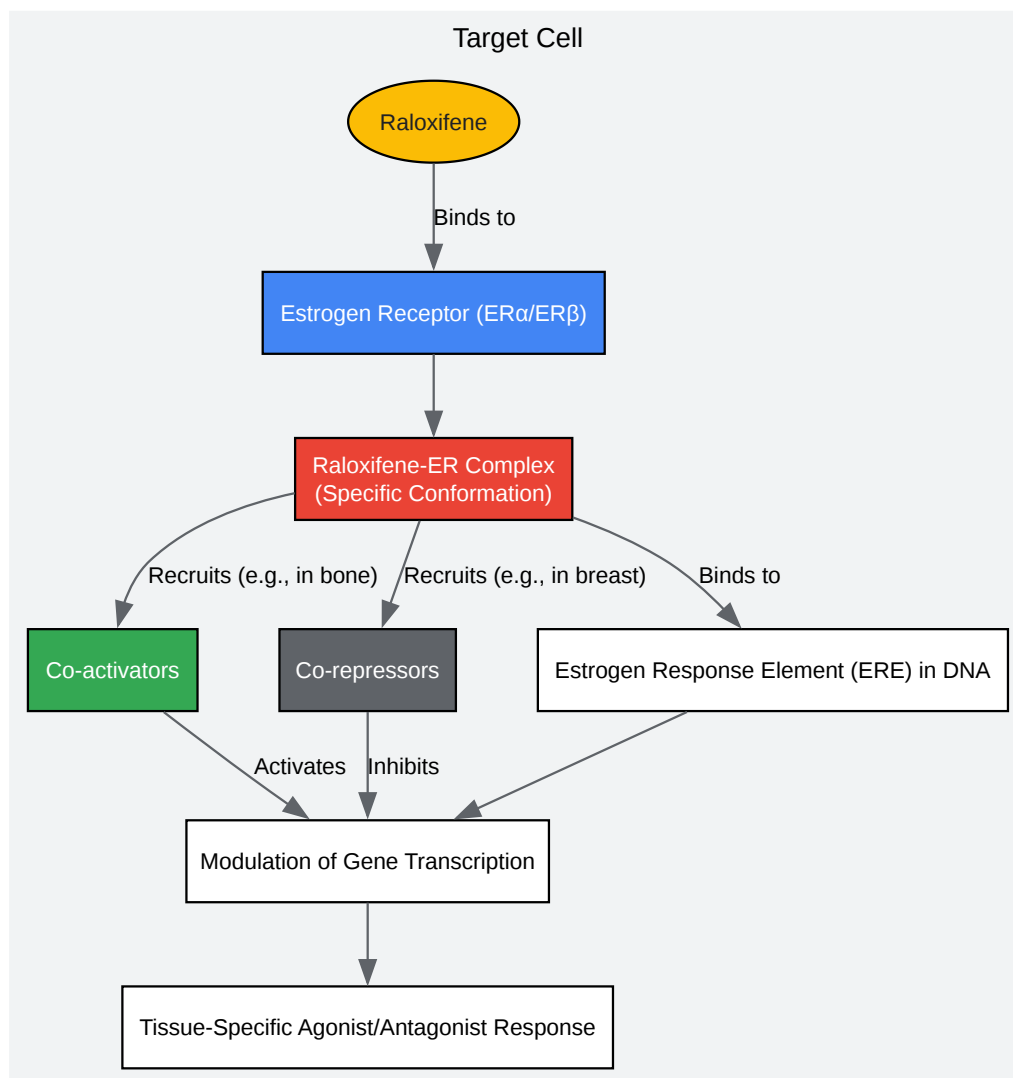 Target Cell
Raloxifene
Binds to
Estrogen Receptor (ERα/ERβ)
Raloxifene-ER Complex
(Specific Conformation)
Recruits (e.g., in bone)
Recruits (e.g., in breast)
Binds to
Co-activators
Co-repressors
Estrogen Response Element (ERE) in DNA
Activates
Inhibits
Modulation of Gene Transcription
Tissue-Specific Agonist/Antagonist Response